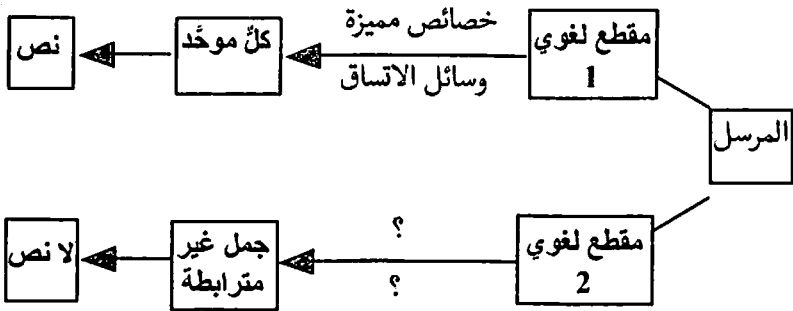 المرسل
مقطع لغوي
1
خصائص مميزة
وسائل الاتساق
كلٌّ موحَّد
نص
مقطع لغوي
2
؟
؟
جمل غير
مترابطة
لا نص